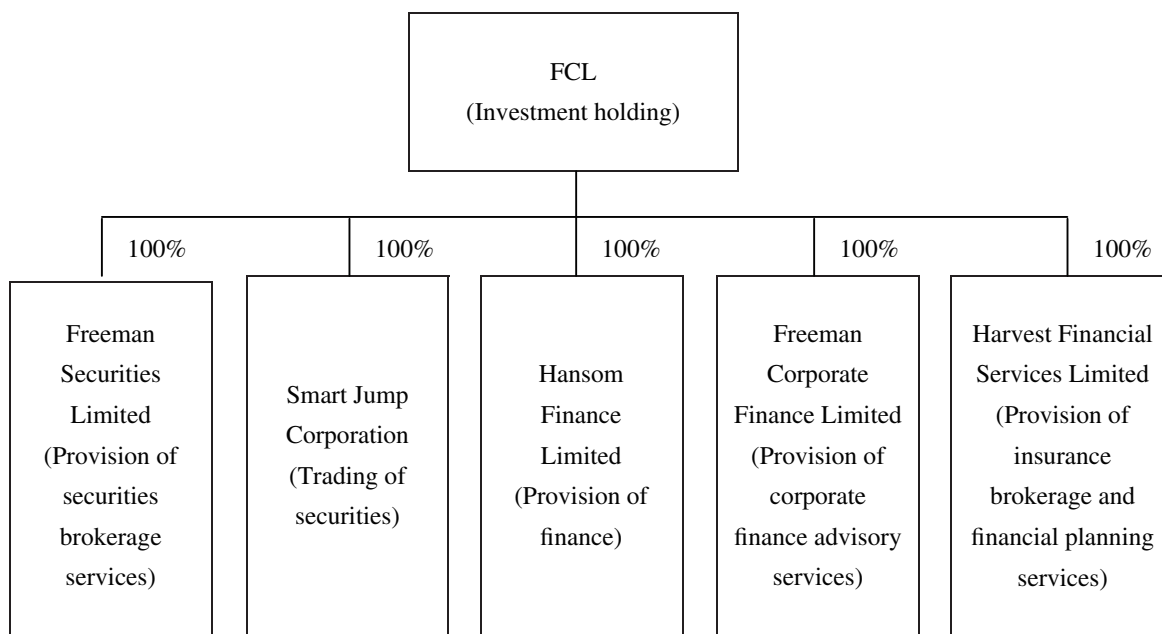 FCL
(Investment holding)
100%
100%
100%
100%
100%
Freeman
Securities
Limited
(Provision of
securities
brokerage
services)
Smart Jump
Corporation
(Trading of
securities)
Hansom
Finance
Limited
(Provision of
finance)
Freeman
Corporate
Finance Limited
(Provision of
corporate
finance advisory
services)
Harvest Financial
Services Limited
(Provision of
insurance
brokerage and
financial planning
services)